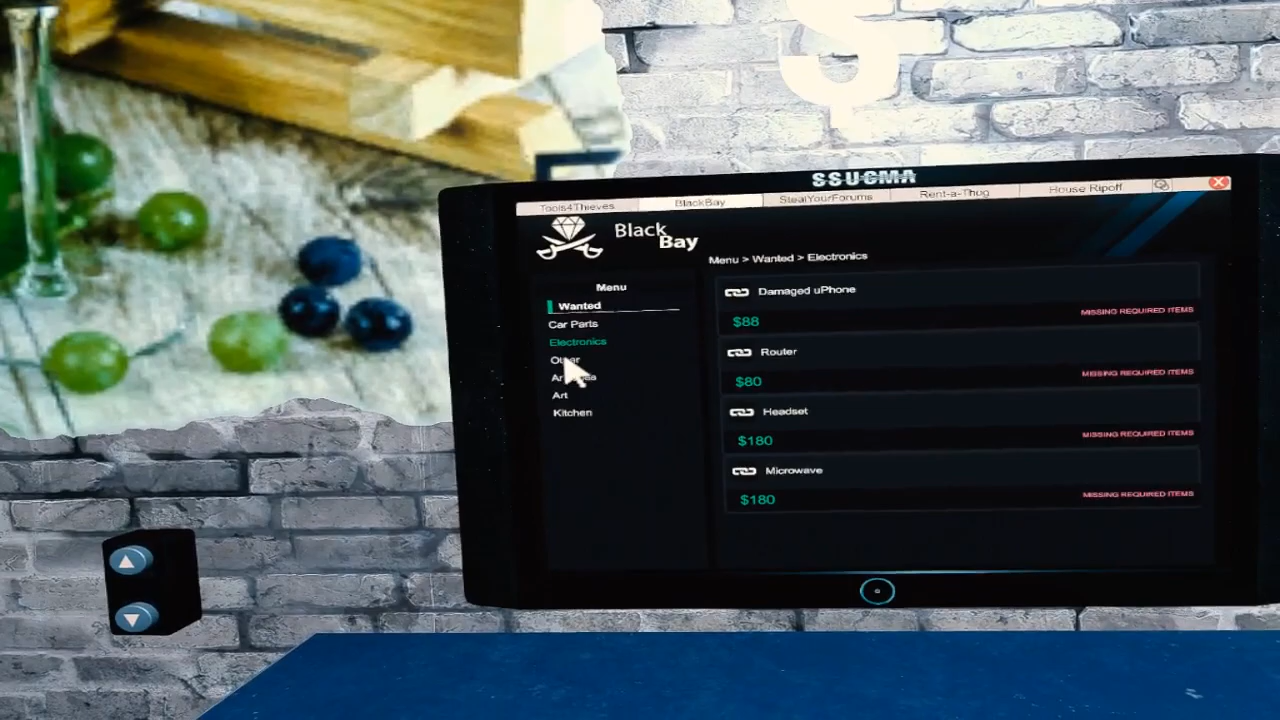 $
SSUGMA
Tools4Thieves
BlackBay
StealYourForums
Rent-a-Thug
House Ripoff
Black
Bay
Menu > Wanted > Electronics
Menu
Wanted
Car Parts
Electronics
Other
Art
Kitchen
Damaged uPhone
$88
MISSING REQUIRED ITEMS
Router
$80
MISSING REQUIRED ITEMS
Headset
$180
MISSING REQUIRED ITEMS
Microwave
$180
MISSING REQUIRED ITEMS